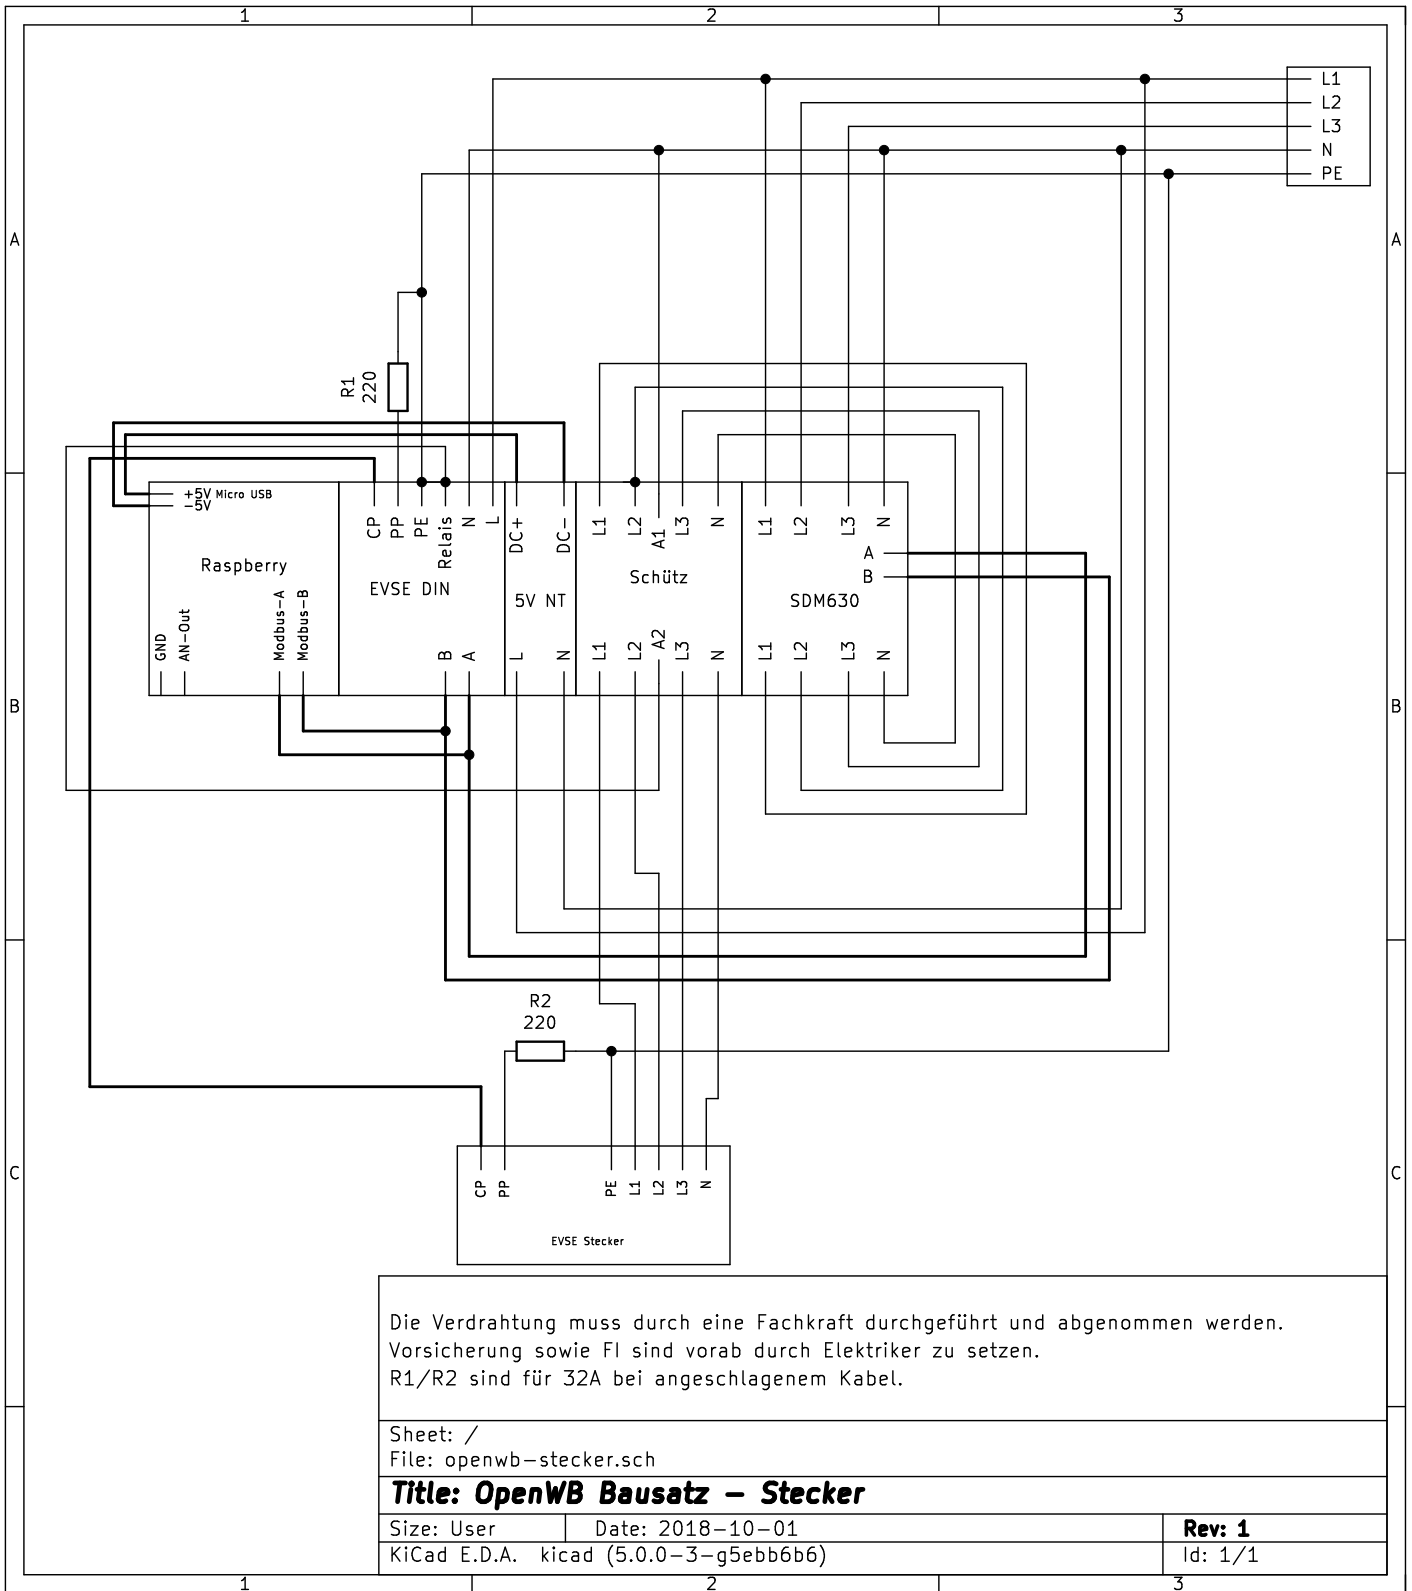 1 2 3
L1
L2
L3
N
PE
A A
R1
220
+5V Micro USB
-5V
CP PP PE Relais N L DC+ DC- L1 L2 A1 L3 N L1 L2 L3 N
A
B
Raspberry
EVSE DIN
5V NT
Schütz
SDM630
GND AN-Out Modbus-A Modbus-B B A L N L1 L2 A2 L3 N L1 L2 L3 N
B B
R2
220
C C
CP PP PE L1 L2 L3 N
EVSE Stecker
Die Verdrahtung muss durch eine Fachkraft durchgeführt und abgenommen werden.
Vorsicherung sowie FI sind vorab durch Elektriker zu setzen.
R1/R2 sind für 32A bei angeschlagenem Kabel.
Sheet: /
File: openwb-stecker.sch
Title: OpenWB Bausatz - Stecker
Size: User Date: 2018-10-01 Rev: 1
KiCad E.D.A. kicad (5.0.0-3-g5ebb6b6) Id: 1/1
1 2 3